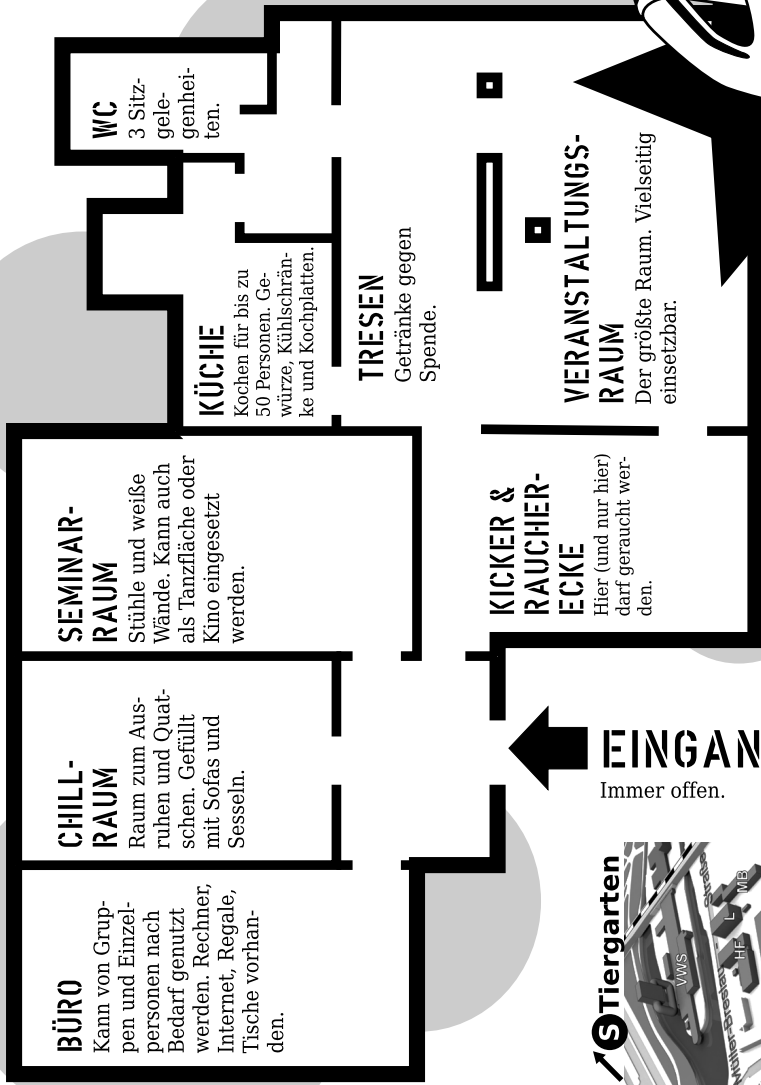 WC
3 Sitz-
gele-
genhei-
ten.
KÜCHE
Kochen für bis zu
50 Personen. Ge-
würze, Kühlschrän-
ke und Kochplatten.
TRESEN
Getränke gegen
Spende.
VERANSTALTUNGS-
RAUM
Der größte Raum. Vielseitig
einsetzbar.
SEMINAR-
RAUM
Stühle und weiße
Wände. Kann auch
als Tanzfläche oder
Kino eingesetzt
werden.
KICKER &
RAUCHER-
ECKE
Hier (und nur hier)
darf geraucht wer-
den.
CHILL-
RAUM
Raum zum Aus-
ruhen und Quat-
schen. Gefüllt
mit Sofas und
Sesseln.
EINGAN
Immer offen.
BÜRO
Kann von Grup-
pen und Einzel-
personen nach
Bedarf genutzt
werden. Rechner,
Internet, Regale,
Tische vorhan-
den.
S Tiergarten
VWS
HF
L
MB
Straße
Müller-Breslau